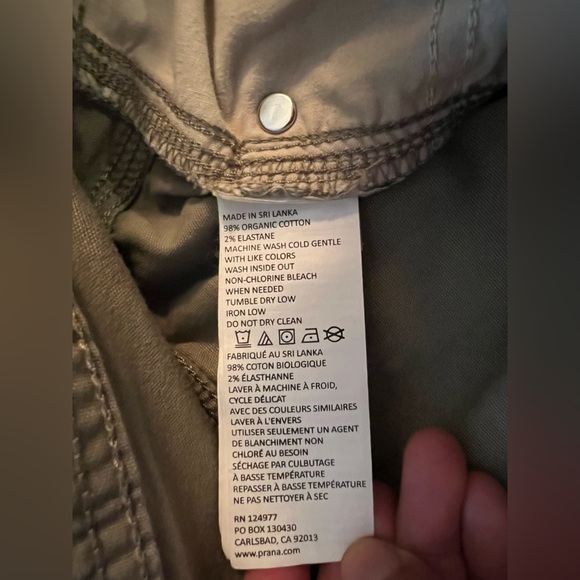 MADE IN SRI LANKA
98% ORGANIC COTTON
2% ELASTANE
MACHINE WASH COLD GENTLE
WITH LIKE COLORS
WASH INSIDE OUT
NON-CHLORINE BLEACH
WHEN NEEDED
TUMBLE DRY LOW
IRON LOW
DO NOT DRY CLEAN
FABRIQUÉ AU SRI LANKA
98% COTON BIOLOGIQUE
2% ÉLASTHANNE
LAVER À MACHINE À FROID,
CYCLE DÉLICAT
AVEC DES COULEURS SIMILAIRES
LAVER À L'ENVERS
UTILISER SEULEMENT UN AGENT
DE BLANCHIMENT NON
CHLORÉ AU BESOIN
SÉCHAGE PAR CULBUTAGE
À BASSE TEMPÉRATURE
REPASSER À BASSE TEMPÉRATURE
NE PAS NETTOYER À SEC
RN 124977
PO BOX 130430
CARLSBAD, CA 92013
www.prana.com